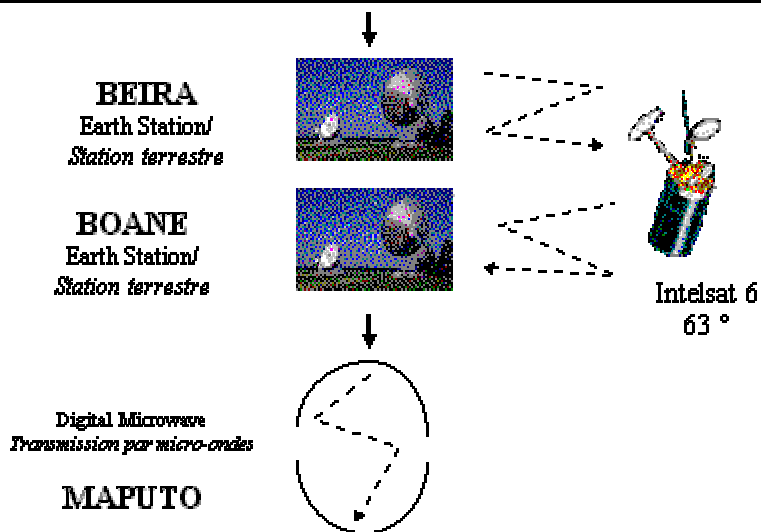 BEIRA
Earth Station/
Station terrestre
BOANE
Earth Station/
Station terrestre
Intelsat 6
63 °
Digital Microwave
Transmission par micro-ondes
MAPUTO